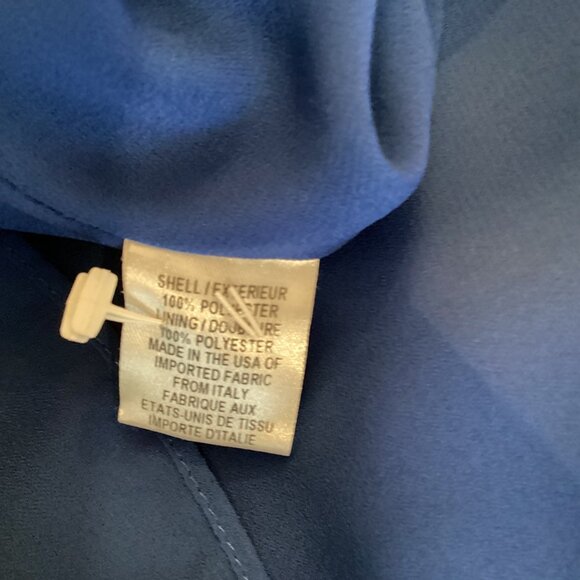 SHELL / EXTERIEUR
100% POLYESTER
LINING / DOUBLURE
100% POLYESTER
MADE IN THE USA OF
IMPORTED FABRIC
FROM ITALY
FABRIQUE AUX
ETATS-UNIS DE TISSU
IMPORTE D'ITALIE